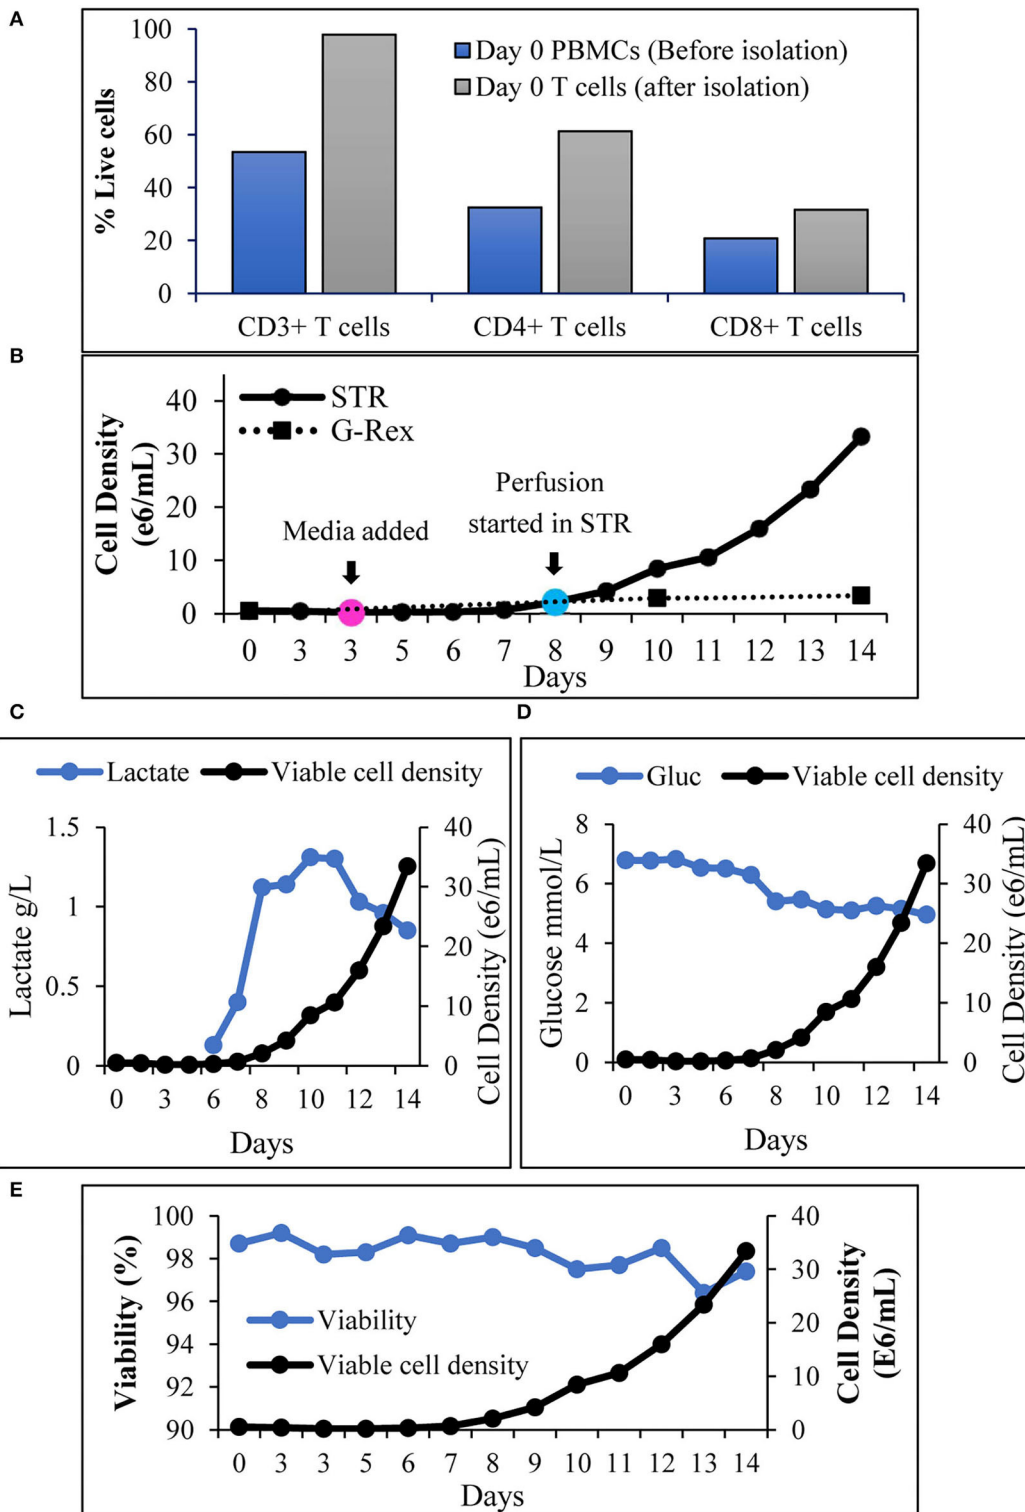 A
Day 0 PBMCs (Before isolation)
Day 0 T cells (after isolation)
% Live cells
100
80
60
40
20
0
CD3+ T cells
CD4+ T cells
CD8+ T cells
B
Cell Density
(e6/mL)
40
30
20
10
0
STR
G-Rex
Media added
Perfusion
started in STR
0 3 3 5 6 7 8 9 10 11 12 13 14
Days
C
Lactate
Viable cell density
Lactate g/L
1.5
1
0.5
0
40
30
20
10
0
Cell Density (e6/mL)
0 3 6 8 10 12 14
Days
D
Gluc
Viable cell density
Glucose mmol/L
8
6
4
2
0
40
30
20
10
0
Cell Density (e6/mL)
0 3 6 8 10 12 14
Days
E
Viability (%)
100
98
96
94
92
90
Viability
Viable cell density
40
30
20
10
0
Cell Density
(E6/mL)
0 3 3 5 6 7 8 9 10 11 12 13 14
Days